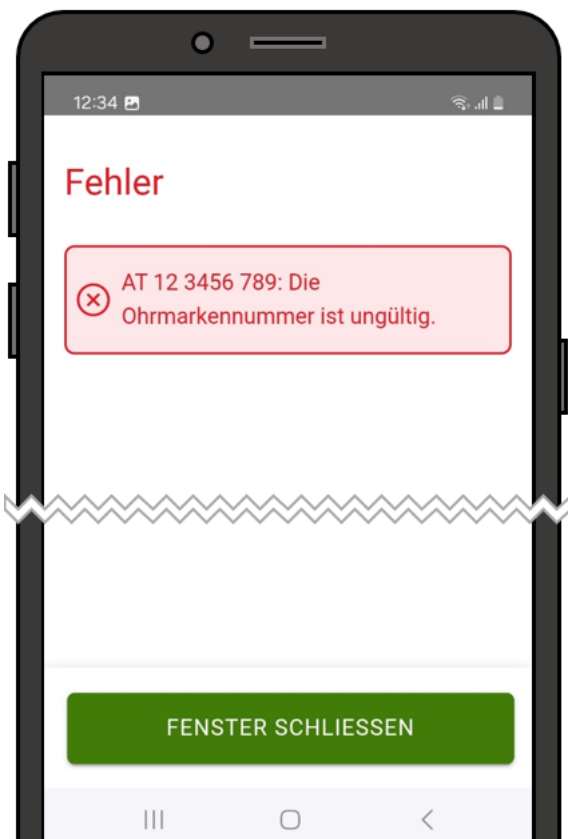 12:34
Fehler
AT 12 3456 789: Die
Ohrmarkennummer ist ungültig.
FENSTER SCHLIESSEN